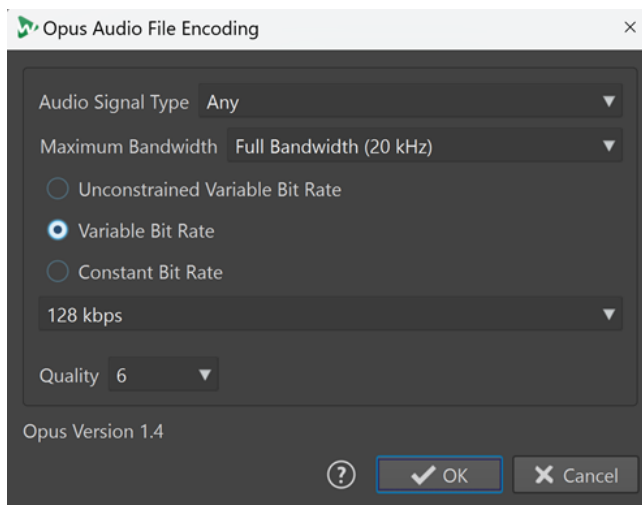 Opus Audio File Encoding
Audio Signal Type Any
Maximum Bandwidth Full Bandwidth (20 kHz)
Unconstrained Variable Bit Rate
Variable Bit Rate
Constant Bit Rate
128 kbps
Quality 6
Opus Version 1.4
? OK Cancel